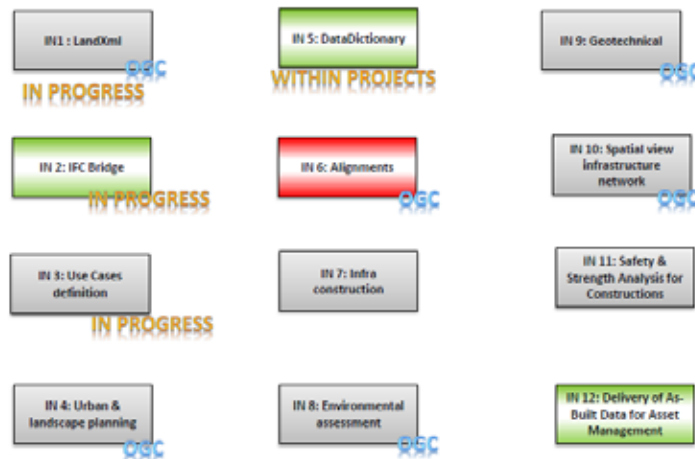 IN1 : LandXml
OGC
IN PROGRESS
IN 2: IFC Bridge
IN PROGRESS
IN 3: Use Cases
definition
IN PROGRESS
IN 4: Urban &
landscape planning
OGC
IN 5: DataDictionary
WITHIN PROJECTS
IN 6: Alignments
OGC
IN 7: Infra
construction
IN 8: Environmental
assessment
OGC
IN 9: Geotechnical
OGC
IN 10: Spatial view
infrastructure
network
OGC
IN 11: Safety &
Strength Analysis for
Constructions
IN 12: Delivery of As-
Built Data for Asset
Management